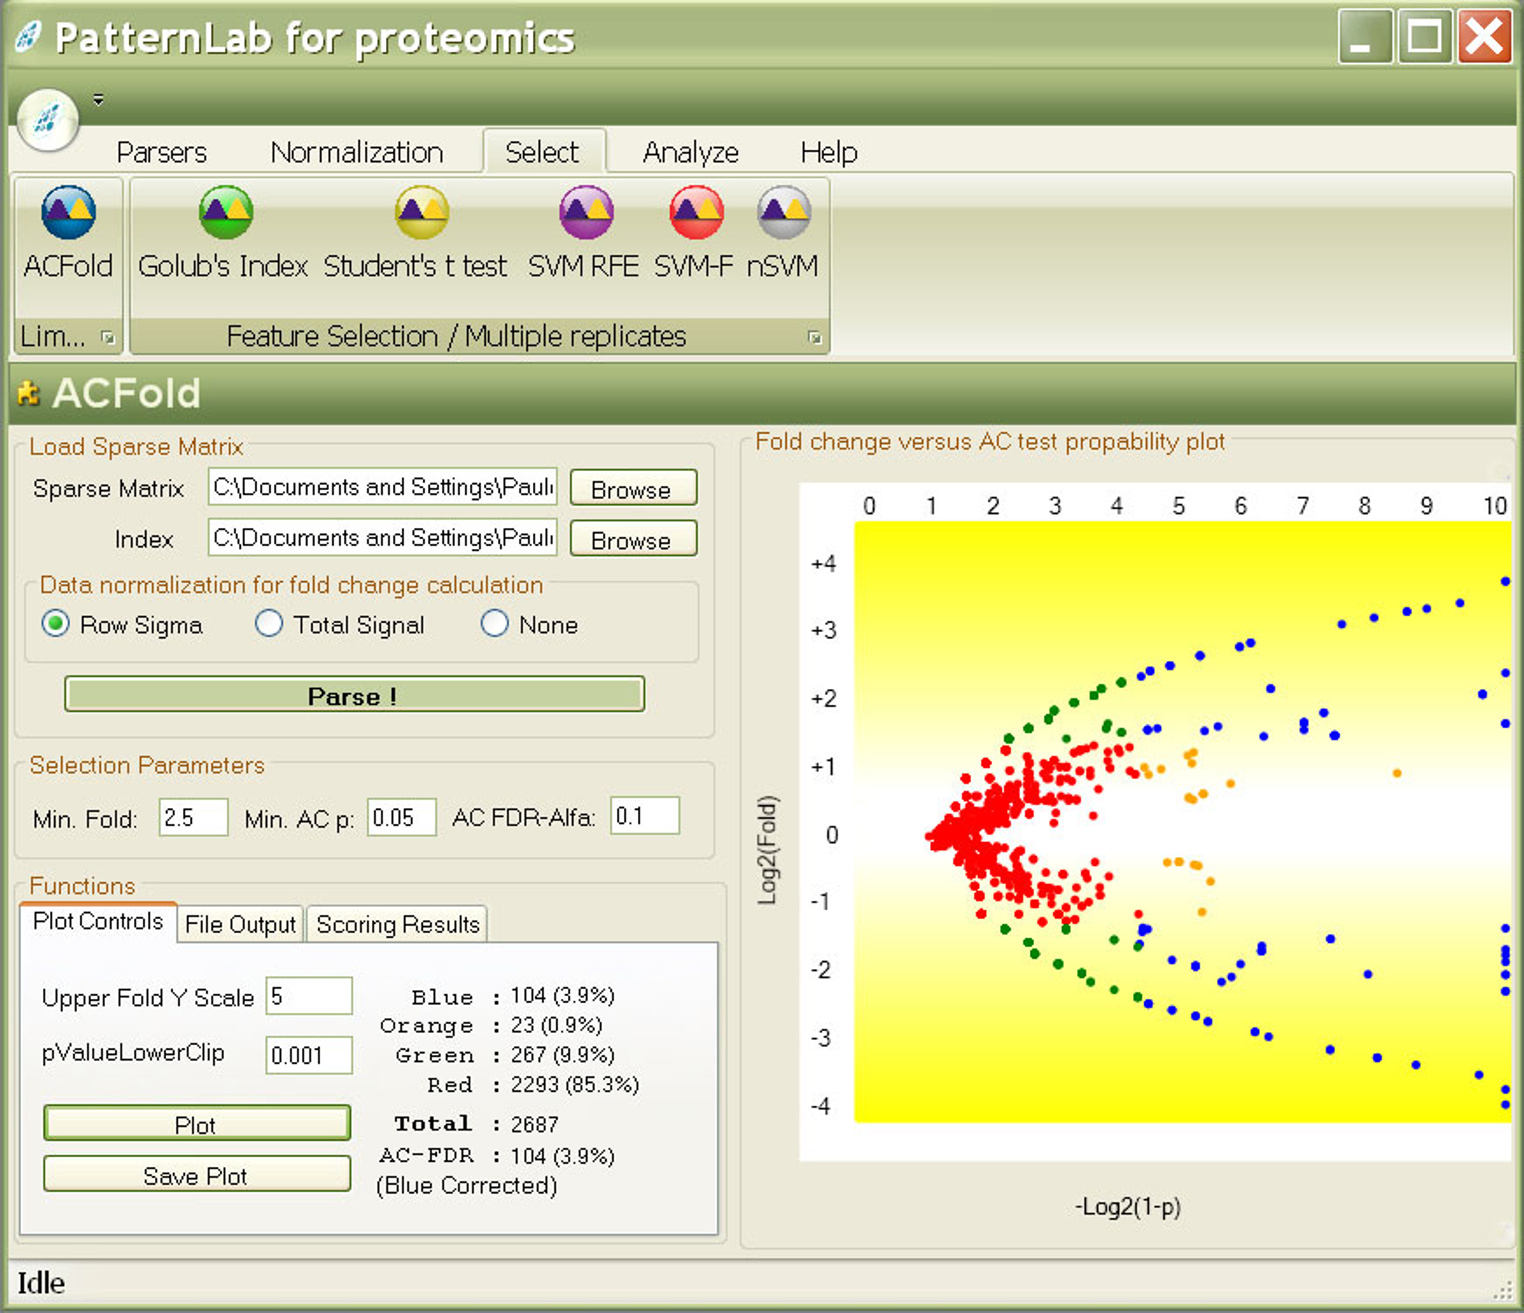 PatternLab for proteomics
Parsers Normalization Select Analyze Help
ACFold Golub's Index Student's t test SVM RFE SVM-F nSVM
Lim... Feature Selection / Multiple replicates
ACFold
Load Sparse Matrix
Sparse Matrix C:\Documents and Settings\Paul Browse
Index C:\Documents and Settings\Paul Browse
Data normalization for fold change calculation
Row Sigma Total Signal None
Parse !
Selection Parameters
Min. Fold: 2.5 Min. AC p: 0.05 AC FDR-Alfa: 0.1
Functions
Plot Controls File Output Scoring Results
Upper Fold Y Scale 5
pValueLowerClip 0.001
Plot
Save Plot
Blue : 104 (3.9%)
Orange : 23 (0.9%)
Green : 267 (9.9%)
Red : 2293 (85.3%)
Total : 2687
AC-FDR : 104 (3.9%)
(Blue Corrected)
Fold change versus AC test propability plot
0 1 2 3 4 5 6 7 8 9 10
+4
+3
+2
+1
0
-1
-2
-3
-4
Log2(Fold)
-Log2(1-p)
Idle